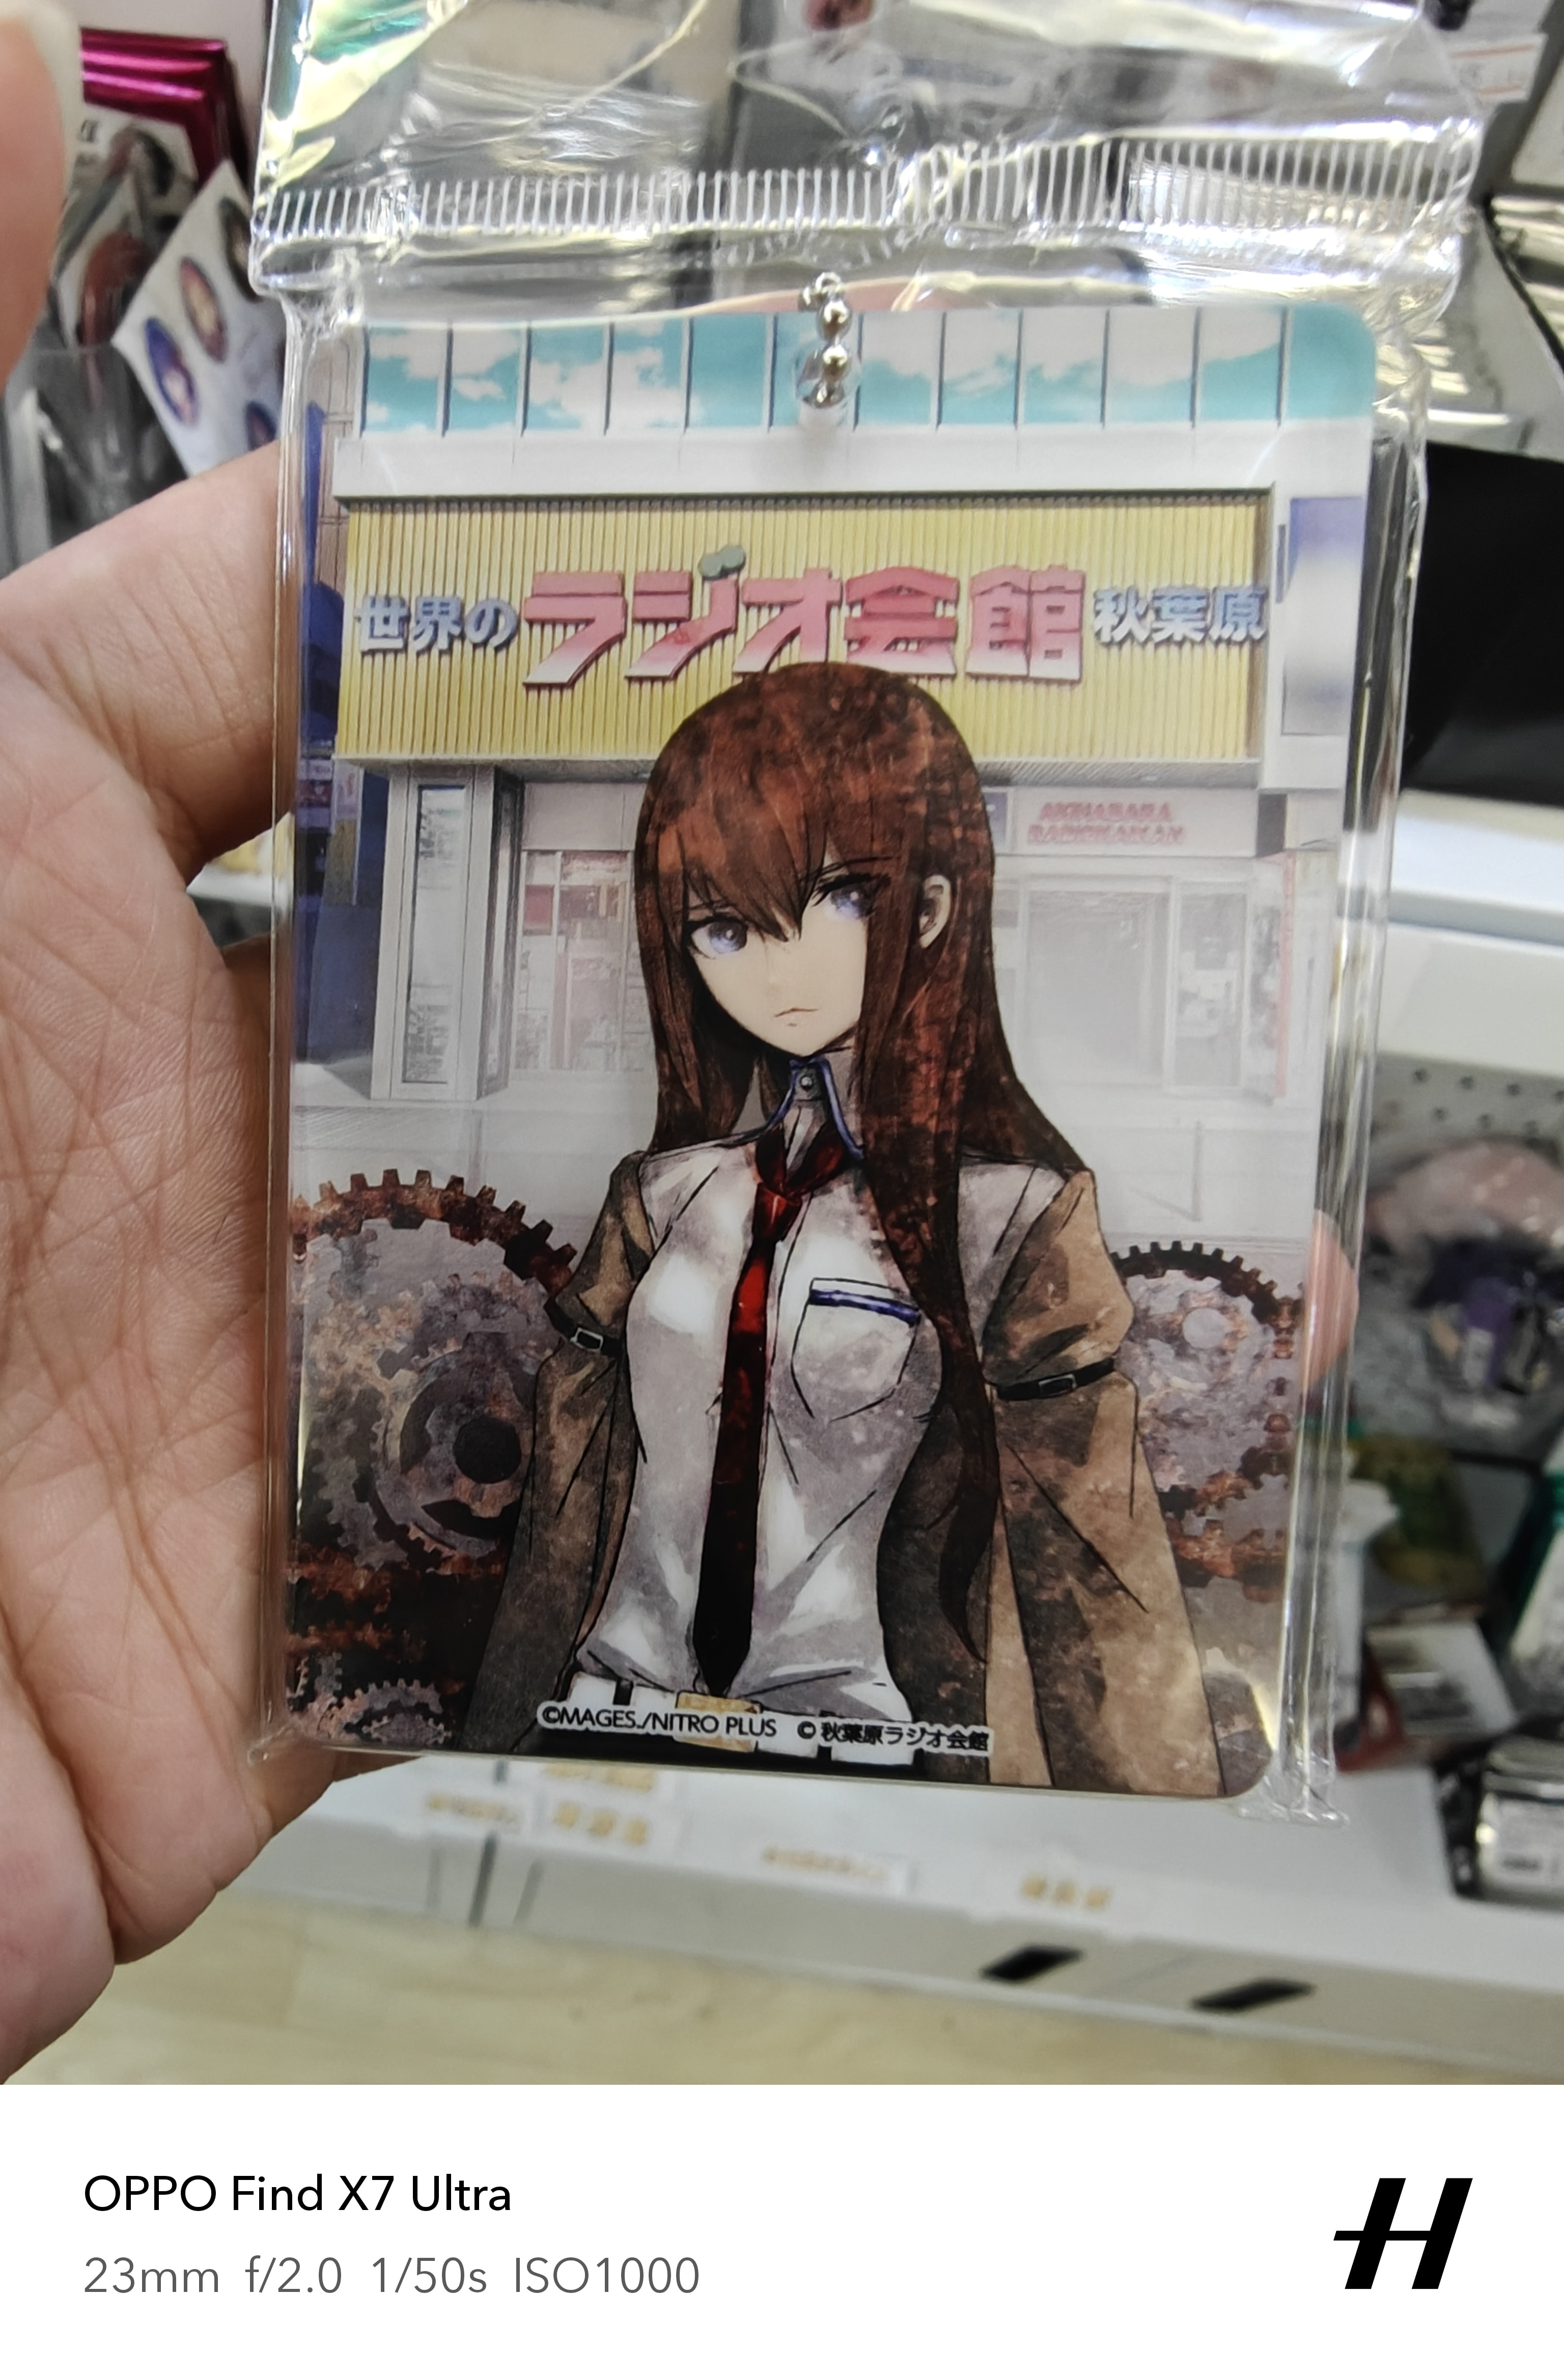 世界のラジオ会館秋葉原
AKIHABARA
RADIOKAIKAN
©MAGES./NITRO PLUS © 秋葉原ラジオ会館
OPPO Find X7 Ultra
23mm f/2.0 1/50s ISO1000